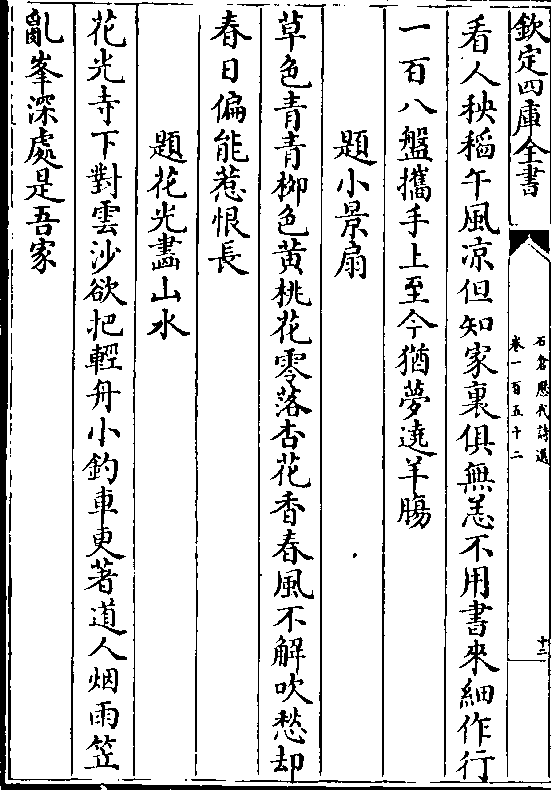 欽定四庫全書
石倉歷代詩選
卷一百五十二
十二
看人秧稻午風凉但知家裏俱無恙不用書來細作行
一百八盤攜手上至今猶夢遶羊腸
題小景扇
草色青青柳色黄桃花零落杏花香春風不解吹愁却
春日偏能惹恨長
題花光畵山水
花光寺下對雲沙欲把輕舟小釣車更著道人烟雨笠
亂峯深處是吾家